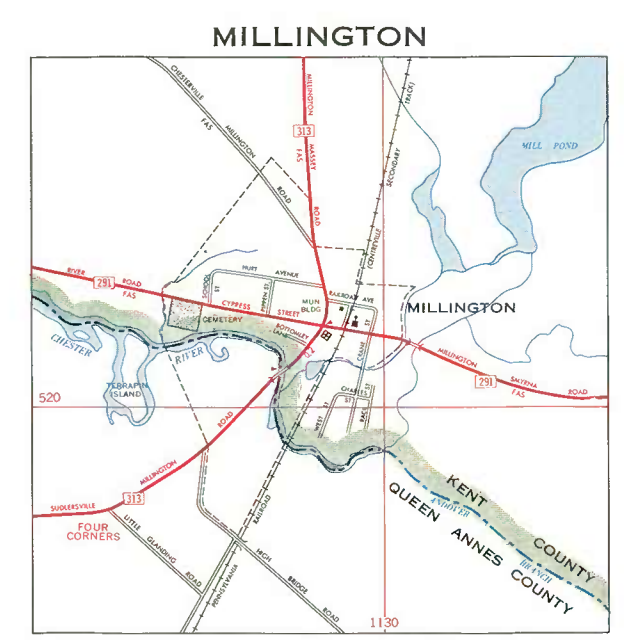 MILLINGTON
CHESTERVILLE
FAS
MILLINGTON
ROAD
MILLINGTON
313
MASSEY
FAS
ROAD
(CENTREVILLE
SECONDARY
TRACK)
MILL POND
RIVER
ROAD
291
FAS
SCHOOL
ST
HURT AVENUE
CYPRESS
STREET
CEMETERY
MUN
BLDG
RAILROAD AVE
MILLINGTON
BOTTOMLEY
LANE
CRANE
ST
MILLINGTON
291
SMYRNA
FAS
ROAD
CHESTER
RIVER
TERRAPIN
ISLAND
CHARLES ST
ST
WEST
ST
RACE
520
ROAD
MILLINGTON
313
SUDLERSVILLE
FOUR
CORNERS
LITTLE
GLANDING
ROAD
PENNSYLVANIA
RAILROAD
HIGH
BRIDGE
ROAD
KENT
COUNTY
QUEEN ANNES COUNTY
ANDOVER
BRANCH
1130